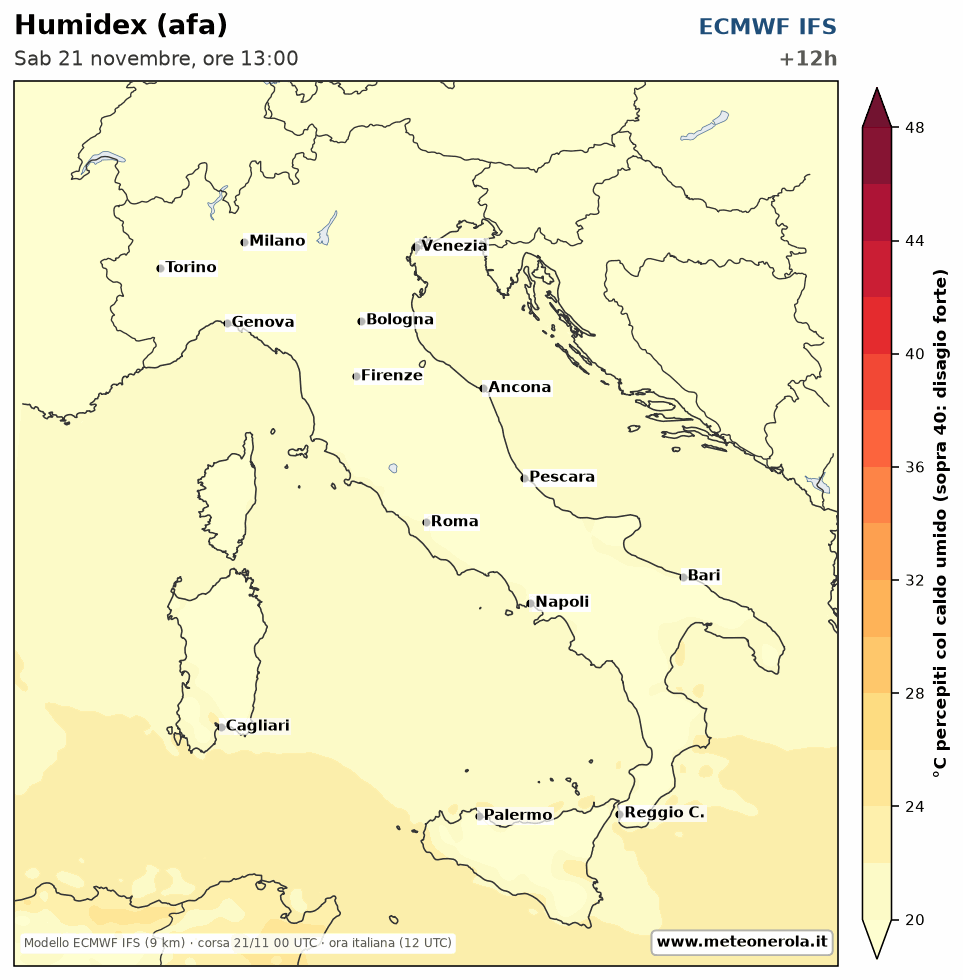 Humidex (afa)
ECMWF IFS
Sab 21 novembre, ore 13:00
+12h
48
44
40
36
32
28
24
20
°C percepiti col caldo umido (sopra 40: disagio forte)
Milano
Venezia
Torino
Genova
Bologna
Firenze
Ancona
Pescara
Roma
Bari
Napoli
Cagliari
Palermo
Reggio C.
Modello ECMWF IFS (9 km) · corsa 21/11 00 UTC · ora italiana (12 UTC)
www.meteonerola.it